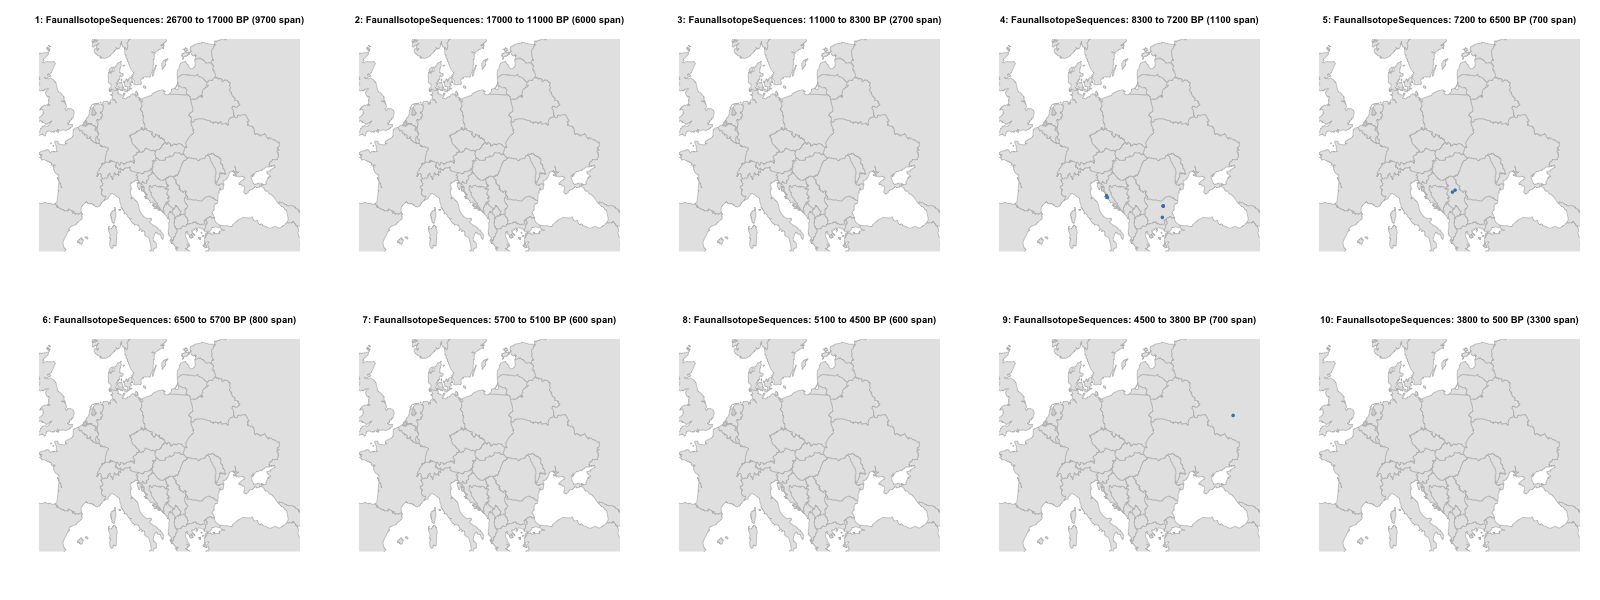 1: FaunalIsotopeSequences: 26700 to 17000 BP (9700 span)
2: FaunalIsotopeSequences: 17000 to 11000 BP (6000 span)
3: FaunalIsotopeSequences: 11000 to 8300 BP (2700 span)
4: FaunalIsotopeSequences: 8300 to 7200 BP (1100 span)
5: FaunalIsotopeSequences: 7200 to 6500 BP (700 span)
6: FaunalIsotopeSequences: 6500 to 5700 BP (800 span)
7: FaunalIsotopeSequences: 5700 to 5100 BP (600 span)
8: FaunalIsotopeSequences: 5100 to 4500 BP (600 span)
9: FaunalIsotopeSequences: 4500 to 3800 BP (700 span)
10: FaunalIsotopeSequences: 3800 to 500 BP (3300 span)